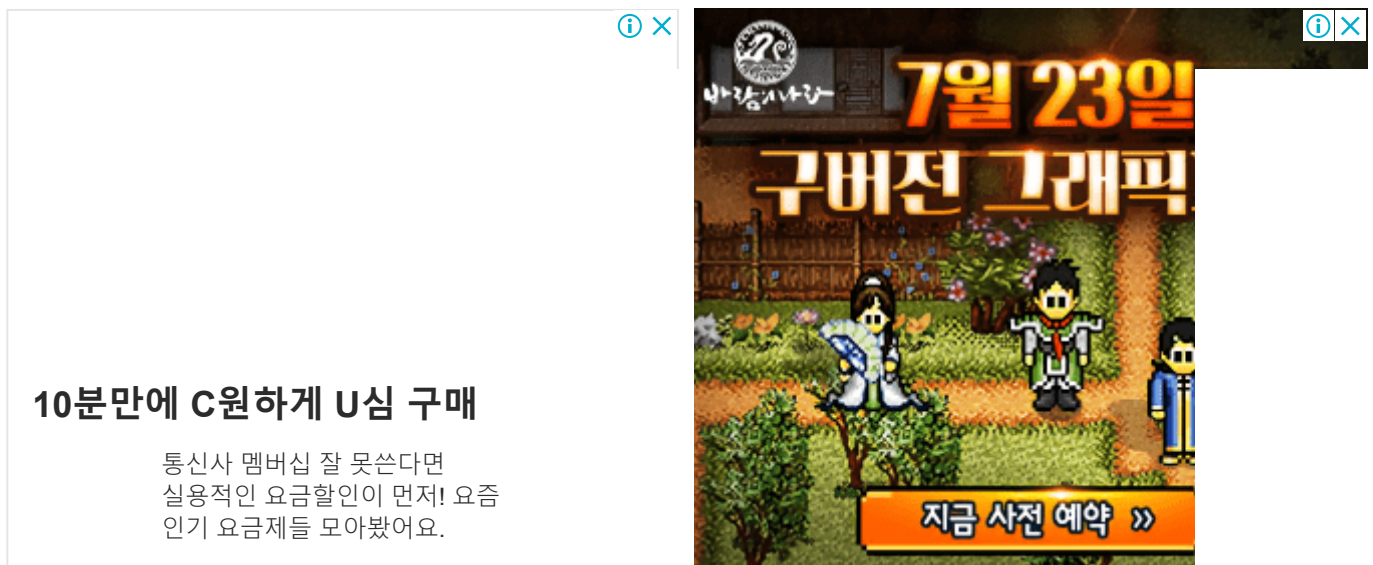 10분만에 C원하게 U심 구매
통신사 멤버십 잘 못쓴다면
실용적인 요금할인이 먼저! 요즘
인기 요금제들 모아봤어요.
바람의나라
7월 23일
구버전 그래픽
지금 사전 예약 »